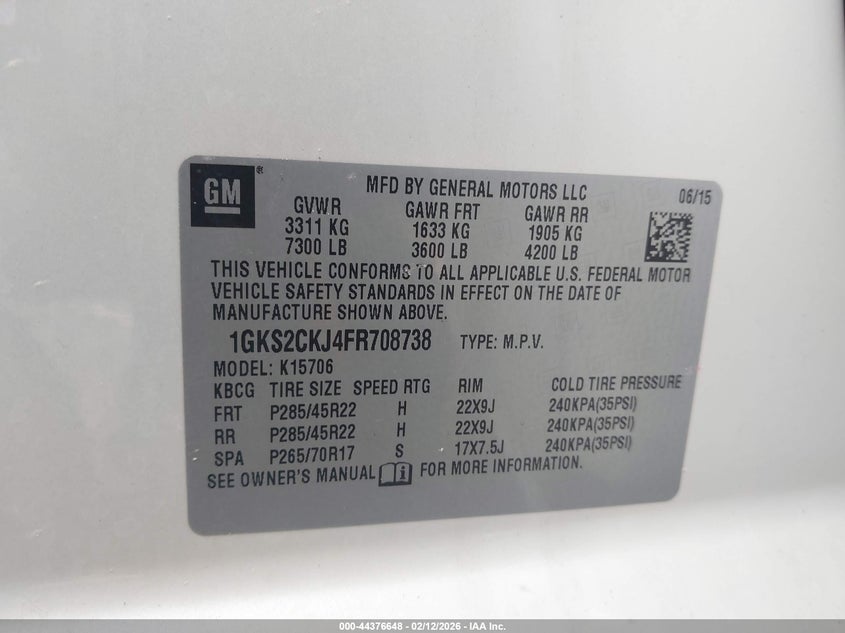 GM®
MFD BY GENERAL MOTORS LLC 06/15
GVWR GAWR FRT GAWR RR
3311 KG 1633 KG 1905 KG
7300 LB 3600 LB 4200 LB
THIS VEHICLE CONFORMS TO ALL APPLICABLE U.S. FEDERAL MOTOR
VEHICLE SAFETY STANDARDS IN EFFECT ON THE DATE OF
MANUFACTURE SHOWN ABOVE.
1GKS2CKJ4FR708738 TYPE: M.P.V.
MODEL: K15706
KBCG TIRE SIZE SPEED RTG RIM COLD TIRE PRESSURE
FRT P285/45R22 H 22X9J 240KPA(35PSI)
RR P285/45R22 H 22X9J 240KPA(35PSI)
SPA P265/70R17 S 17X7.5J 240KPA(35PSI)
SEE OWNER'S MANUAL FOR MORE INFORMATION.
000-44376648 - 02/12/2026 - IAA Inc.